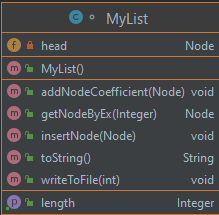 C MyList
f head Node
m MyList()
m addNodeCoefficient(Node) void
m getNodeByEx(Integer) Node
m insertNode(Node) void
m toString() String
m writeToFile(int) void
p length Integer